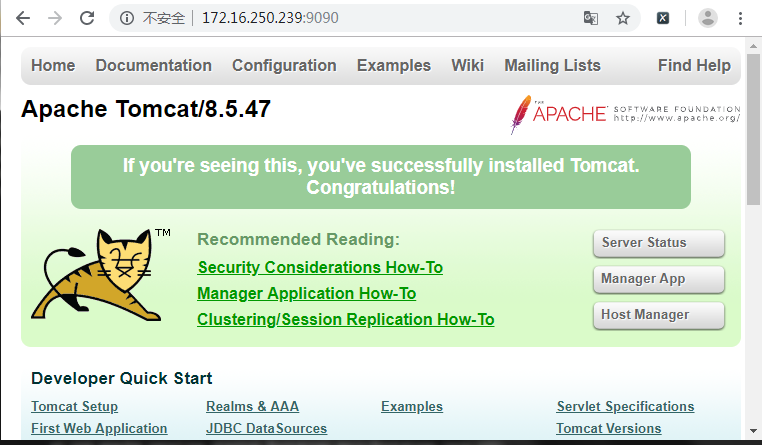 不安全 172.16.250.239:9090
Home Documentation Configuration Examples Wiki Mailing Lists Find Help
Apache Tomcat/8.5.47
THE
APACHE SOFTWARE FOUNDATION
http://www.apache.org/
If you're seeing this, you've successfully installed Tomcat.
Congratulations!
TM
Recommended Reading:
Security Considerations How-To
Manager Application How-To
Clustering/Session Replication How-To
Server Status
Manager App
Host Manager
Developer Quick Start
Tomcat Setup Realms & AAA Examples Servlet Specifications
First Web Application JDBC DataSources Tomcat Versions